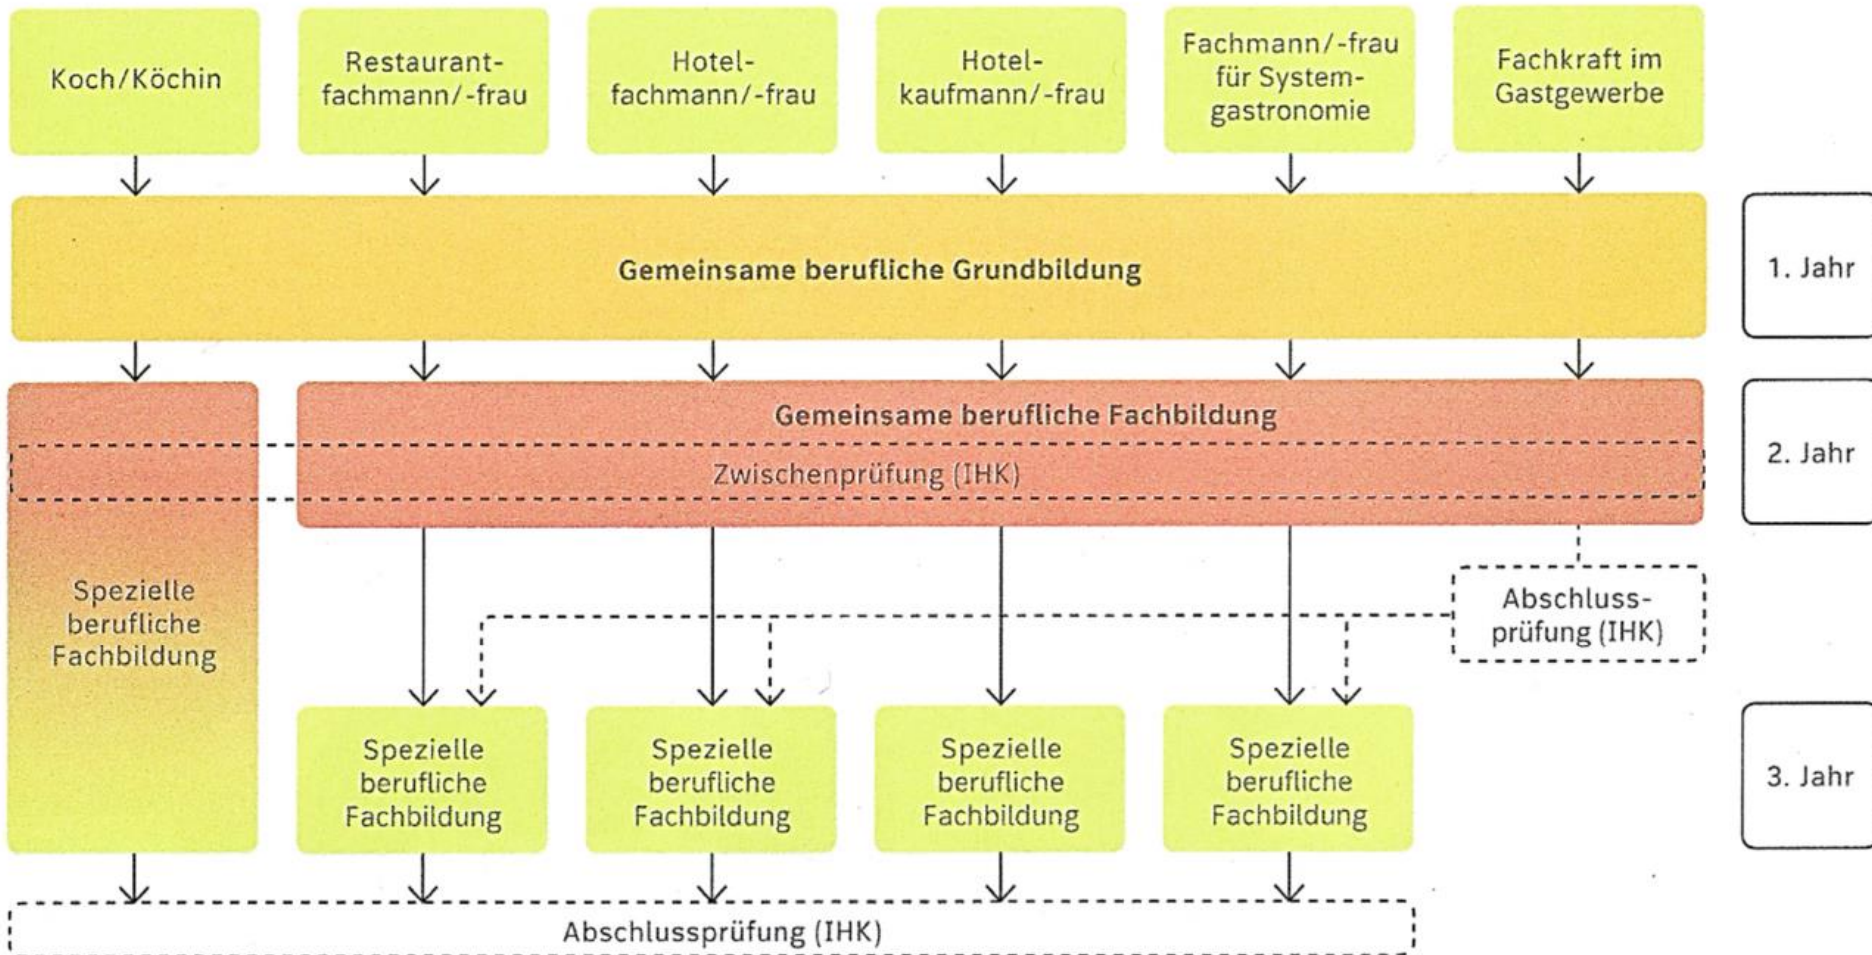 Koch/Köchin
Restaurant-
fachmann/-frau
Hotel-
fachmann/-frau
Hotel-
kaufmann/-frau
Fachmann/-frau
für System-
gastronomie
Fachkraft im
Gastgewerbe
Gemeinsame berufliche Grundbildung
1. Jahr
Gemeinsame berufliche Fachbildung
Zwischenprüfung (IHK)
2. Jahr
Spezielle
berufliche
Fachbildung
Abschluss-
prüfung (IHK)
Spezielle
berufliche
Fachbildung
Spezielle
berufliche
Fachbildung
Spezielle
berufliche
Fachbildung
Spezielle
berufliche
Fachbildung
3. Jahr
Abschlussprüfung (IHK)